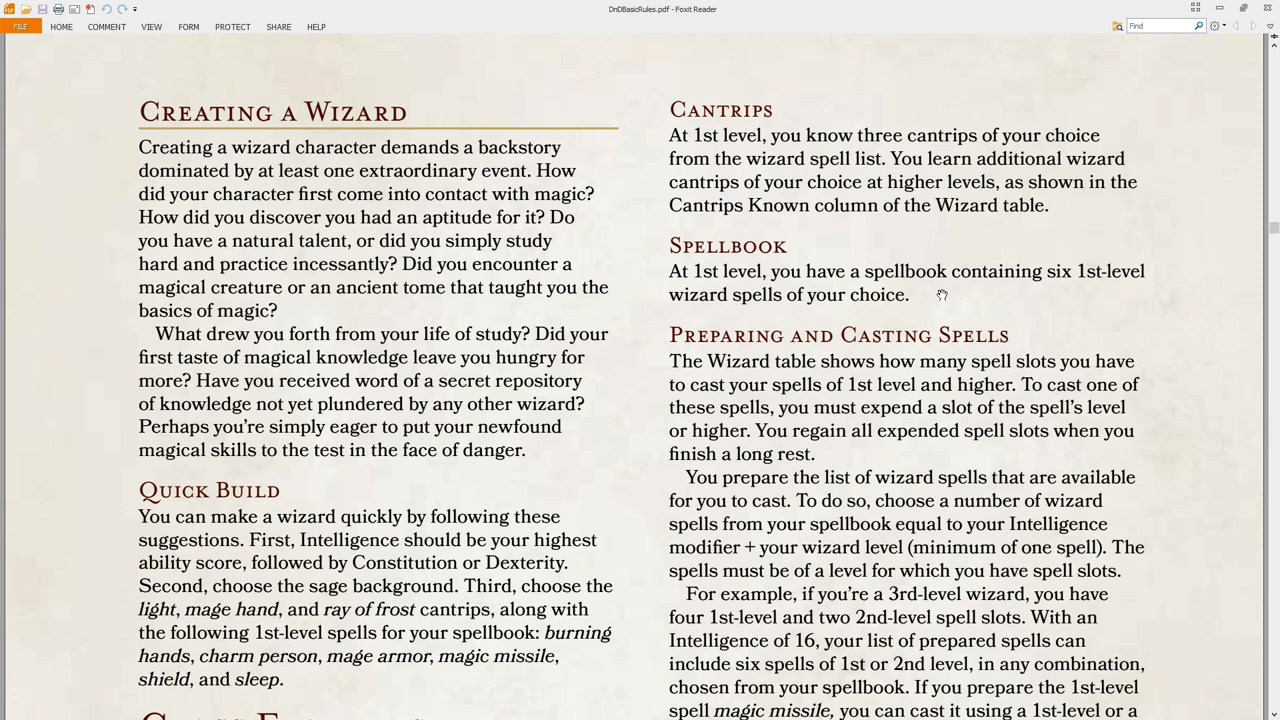 DnDBasicRules.pdf - Foxit Reader
FILE HOME COMMENT VIEW FORM PROTECT SHARE HELP
Find
CREATING A WIZARD
Creating a wizard character demands a backstory
dominated by at least one extraordinary event. How
did your character first come into contact with magic?
How did you discover you had an aptitude for it? Do
you have a natural talent, or did you simply study
hard and practice incessantly? Did you encounter a
magical creature or an ancient tome that taught you the
basics of magic?
What drew you forth from your life of study? Did your
first taste of magical knowledge leave you hungry for
more? Have you received word of a secret repository
of knowledge not yet plundered by any other wizard?
Perhaps you're simply eager to put your newfound
magical skills to the test in the face of danger.
QUICK BUILD
You can make a wizard quickly by following these
suggestions. First, Intelligence should be your highest
ability score, followed by Constitution or Dexterity.
Second, choose the sage background. Third, choose the
light, mage hand, and ray of frost cantrips, along with
the following 1st-level spells for your spellbook: burning
hands, charm person, mage armor, magic missile,
shield, and sleep.
CANTRIPS
At 1st level, you know three cantrips of your choice
from the wizard spell list. You learn additional wizard
cantrips of your choice at higher levels, as shown in the
Cantrips Known column of the Wizard table.
SPELLBOOK
At 1st level, you have a spellbook containing six 1st-level
wizard spells of your choice.
PREPARING AND CASTING SPELLS
The Wizard table shows how many spell slots you have
to cast your spells of 1st level and higher. To cast one of
these spells, you must expend a slot of the spell's level
or higher. You regain all expended spell slots when you
finish a long rest.
You prepare the list of wizard spells that are available
for you to cast. To do so, choose a number of wizard
spells from your spellbook equal to your Intelligence
modifier + your wizard level (minimum of one spell). The
spells must be of a level for which you have spell slots.
For example, if you're a 3rd-level wizard, you have
four 1st-level and two 2nd-level spell slots. With an
Intelligence of 16, your list of prepared spells can
include six spells of 1st or 2nd level, in any combination,
chosen from your spellbook. If you prepare the 1st-level
spell magic missile, you can cast it using a 1st-level or a